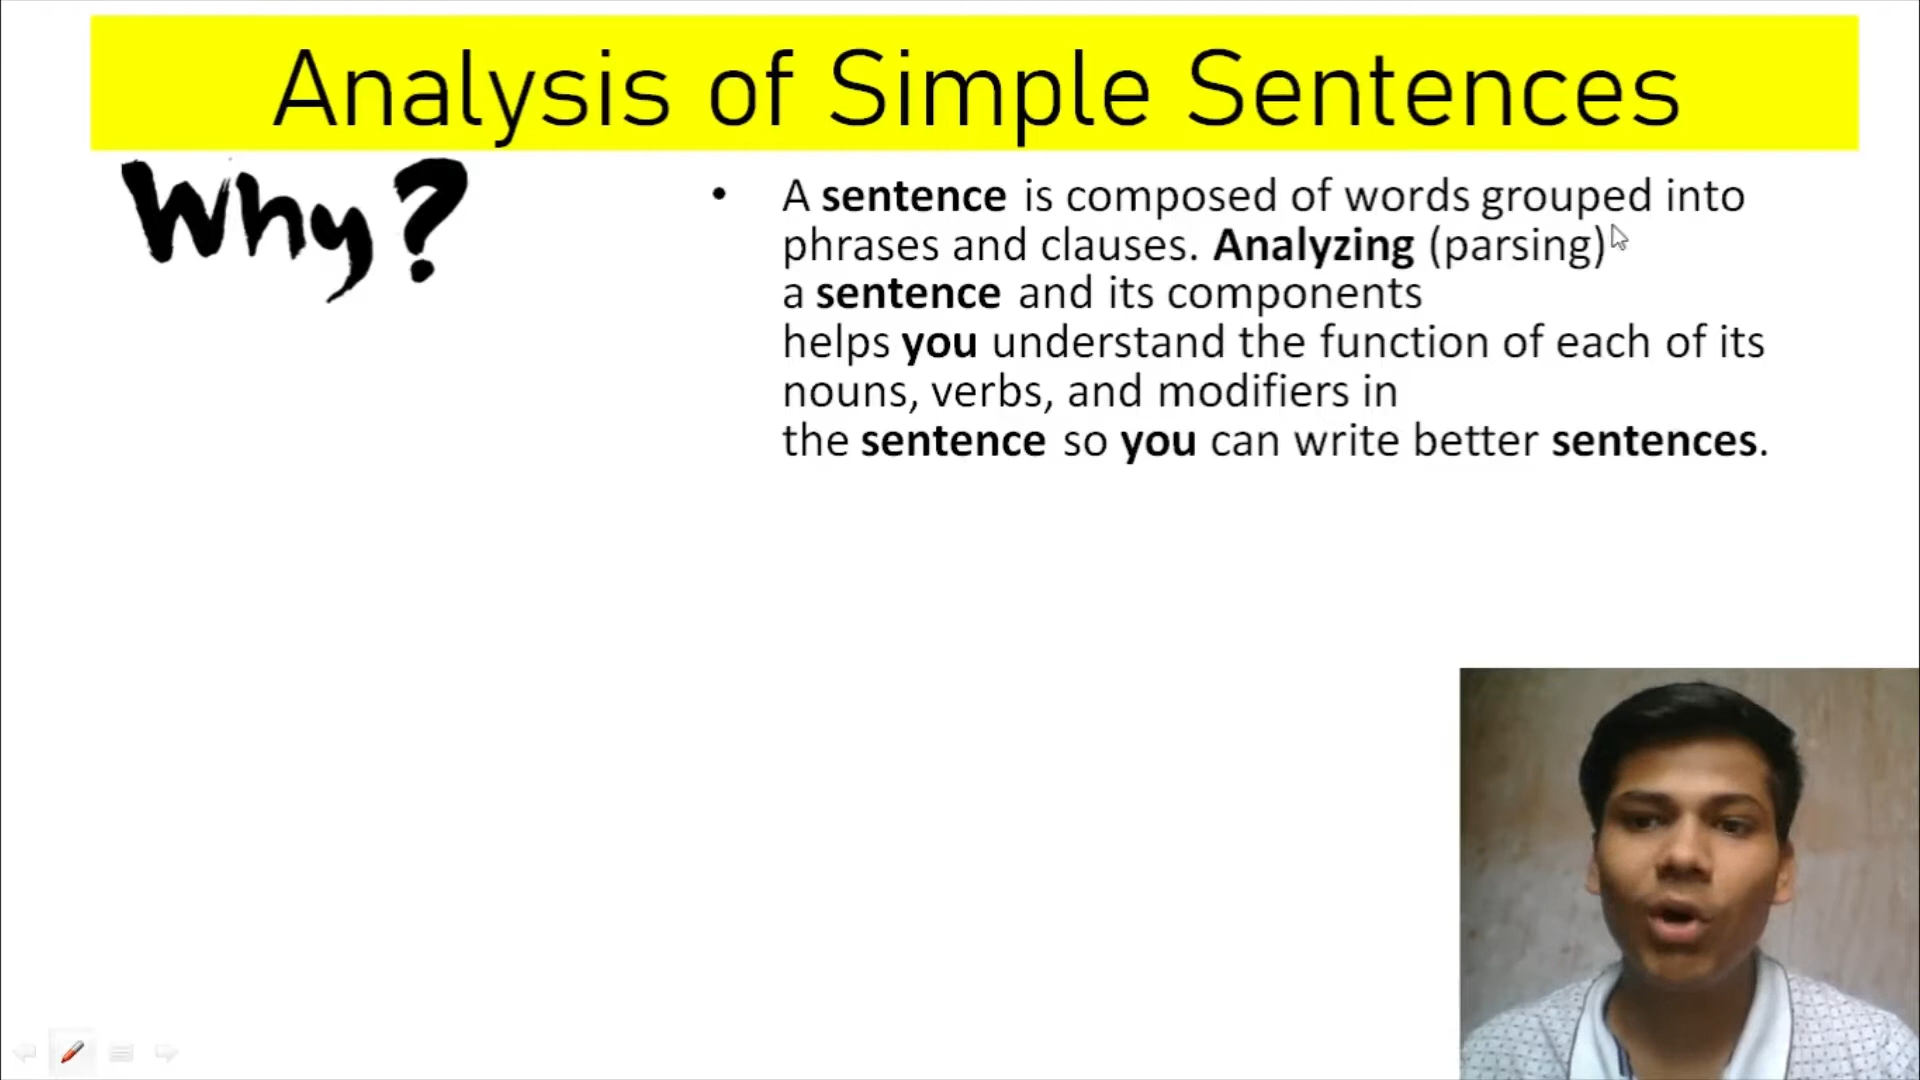 Analysis of Simple Sentences
Why?
• A sentence is composed of words grouped into
phrases and clauses. Analyzing (parsing)
a sentence and its components
helps you understand the function of each of its
nouns, verbs, and modifiers in
the sentence so you can write better sentences.